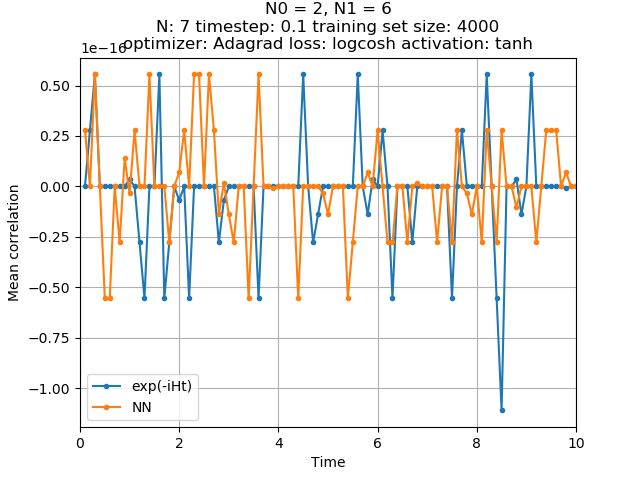 N0 = 2, N1 = 6
N: 7 timestep: 0.1 training set size: 4000
optimizer: Adagrad loss: logcosh activation: tanh
1e−16
0.50
0.25
0.00
−0.25
−0.50
−0.75
−1.00
Mean correlation
exp(-iHt)
NN
0 2 4 6 8 10
Time